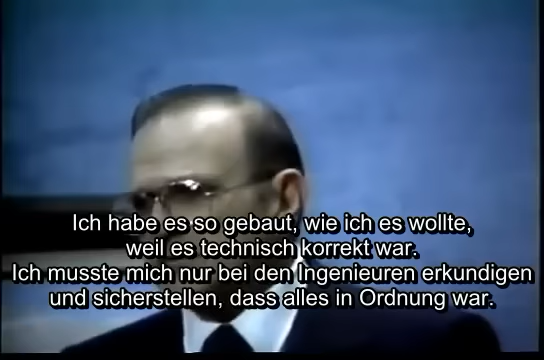 Ich habe es so gebaut, wie ich es wollte,
weil es technisch korrekt war.
Ich musste mich nur bei den Ingenieuren erkundigen
und sicherstellen, dass alles in Ordnung war.